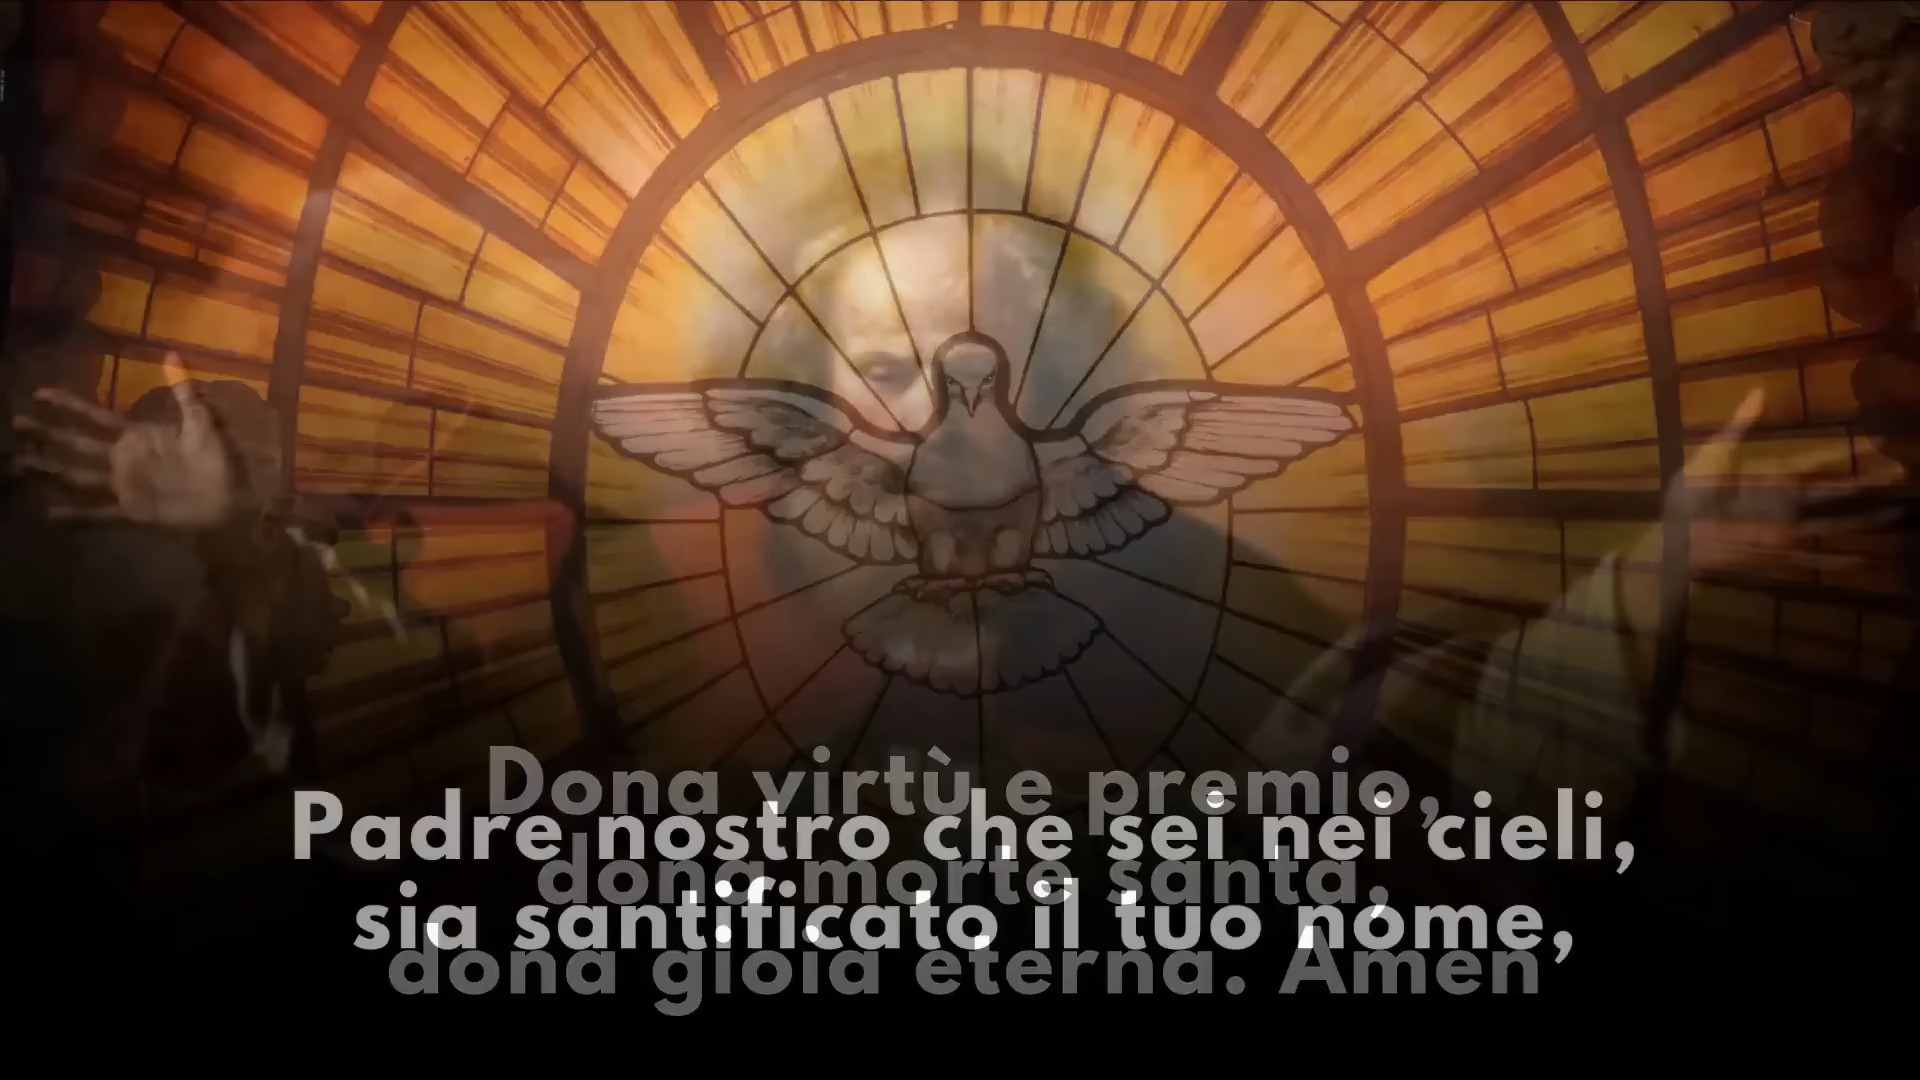 Dona virtù e premio,
Padre nostro che sei nei cieli,
dona morte santa,
sia santificato il tuo nome,
dona gioia eterna. Amen